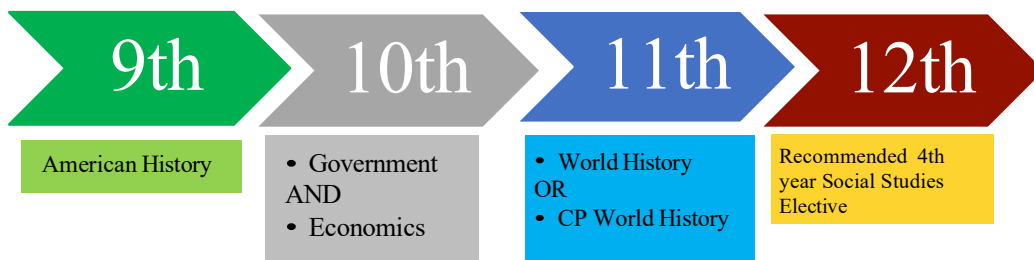 9th
10th
11th
12th
American History
• Government
AND
• Economics
• World History
OR
• CP World History
Recommended 4th
year Social Studies
Elective